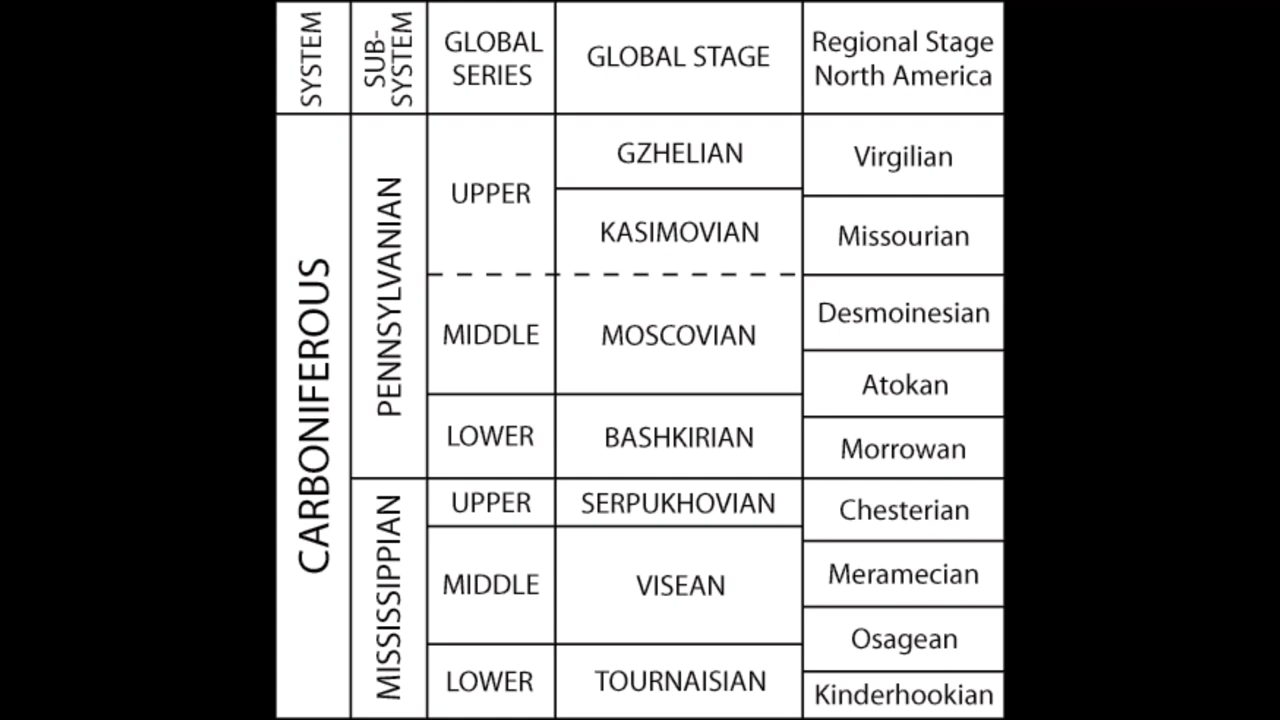 SYSTEM
SUB-
SYSTEM
GLOBAL
SERIES
GLOBAL STAGE
Regional Stage
North America
CARBONIFEROUS
PENNSYLVANIAN
UPPER
GZHELIAN
Virgilian
KASIMOVIAN
Missourian
MIDDLE
MOSCOVIAN
Desmoinesian
Atokan
LOWER
BASHKIRIAN
Morrowan
MISSISSIPPIAN
UPPER
SERPUKHOVIAN
Chesterian
MIDDLE
VISEAN
Meramecian
Osagean
LOWER
TOURNAISIAN
Kinderhookian